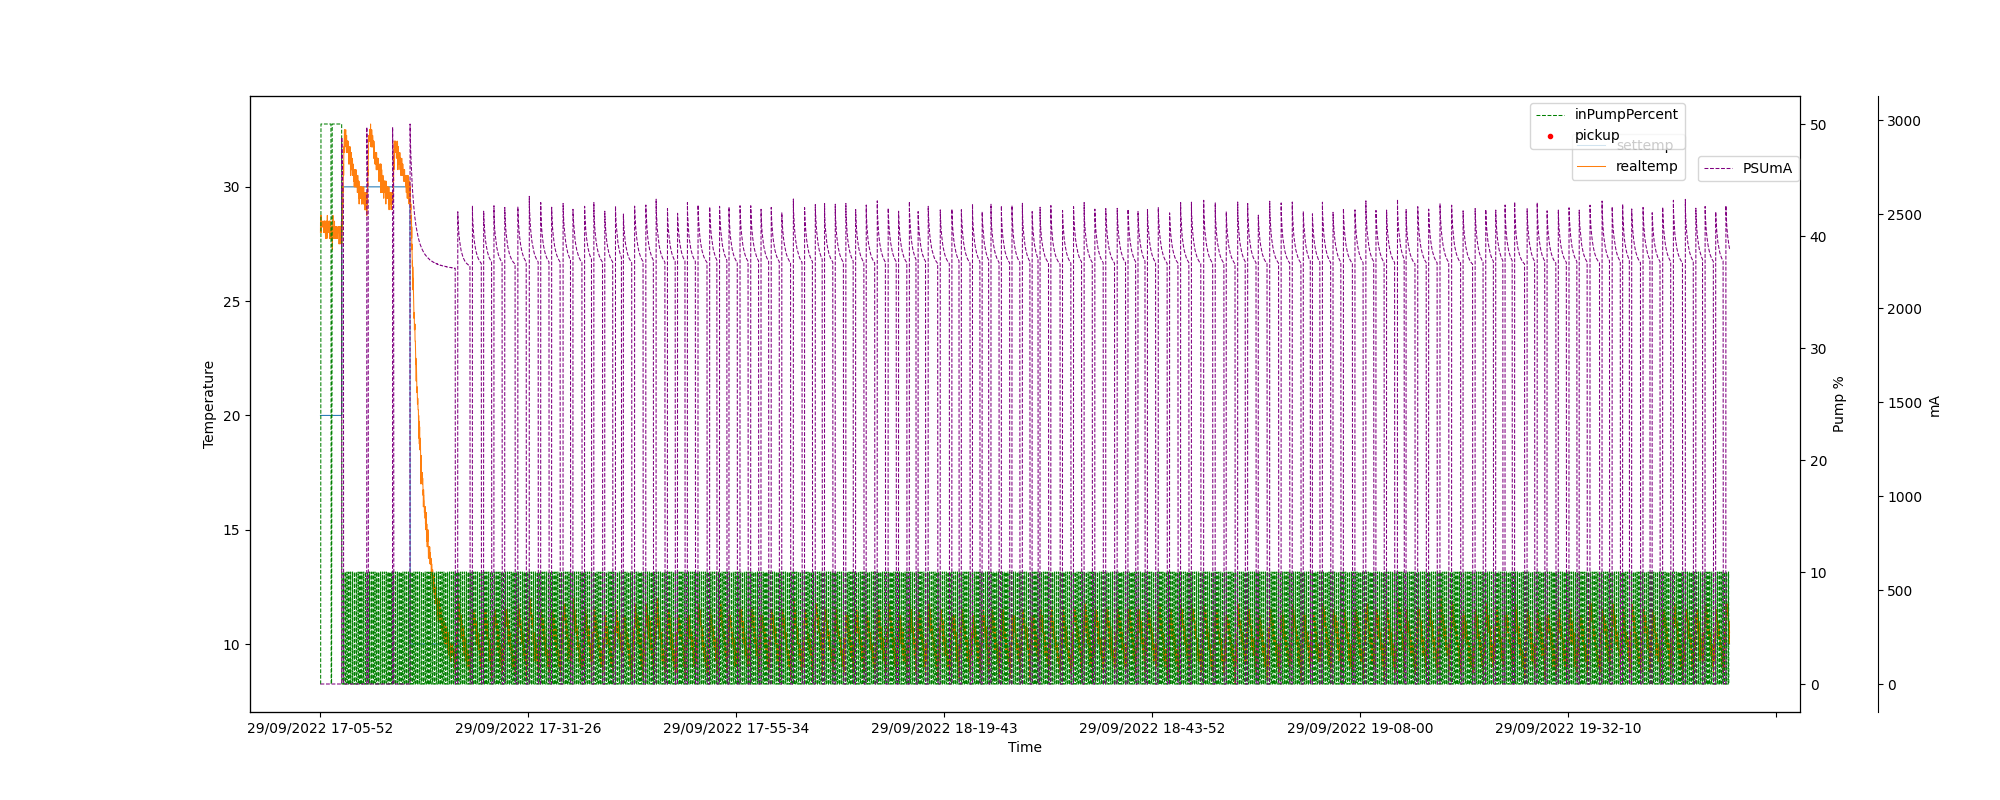 inPumpPercent
pickup
settemp
realtemp
PSUmA
30
25
20
15
10
Temperature
50
40
30
20
10
0
Pump %
3000
2500
2000
1500
1000
500
0
mA
29/09/2022 17-05-52
29/09/2022 17-31-26
29/09/2022 17-55-34
29/09/2022 18-19-43
29/09/2022 18-43-52
29/09/2022 19-08-00
29/09/2022 19-32-10
Time